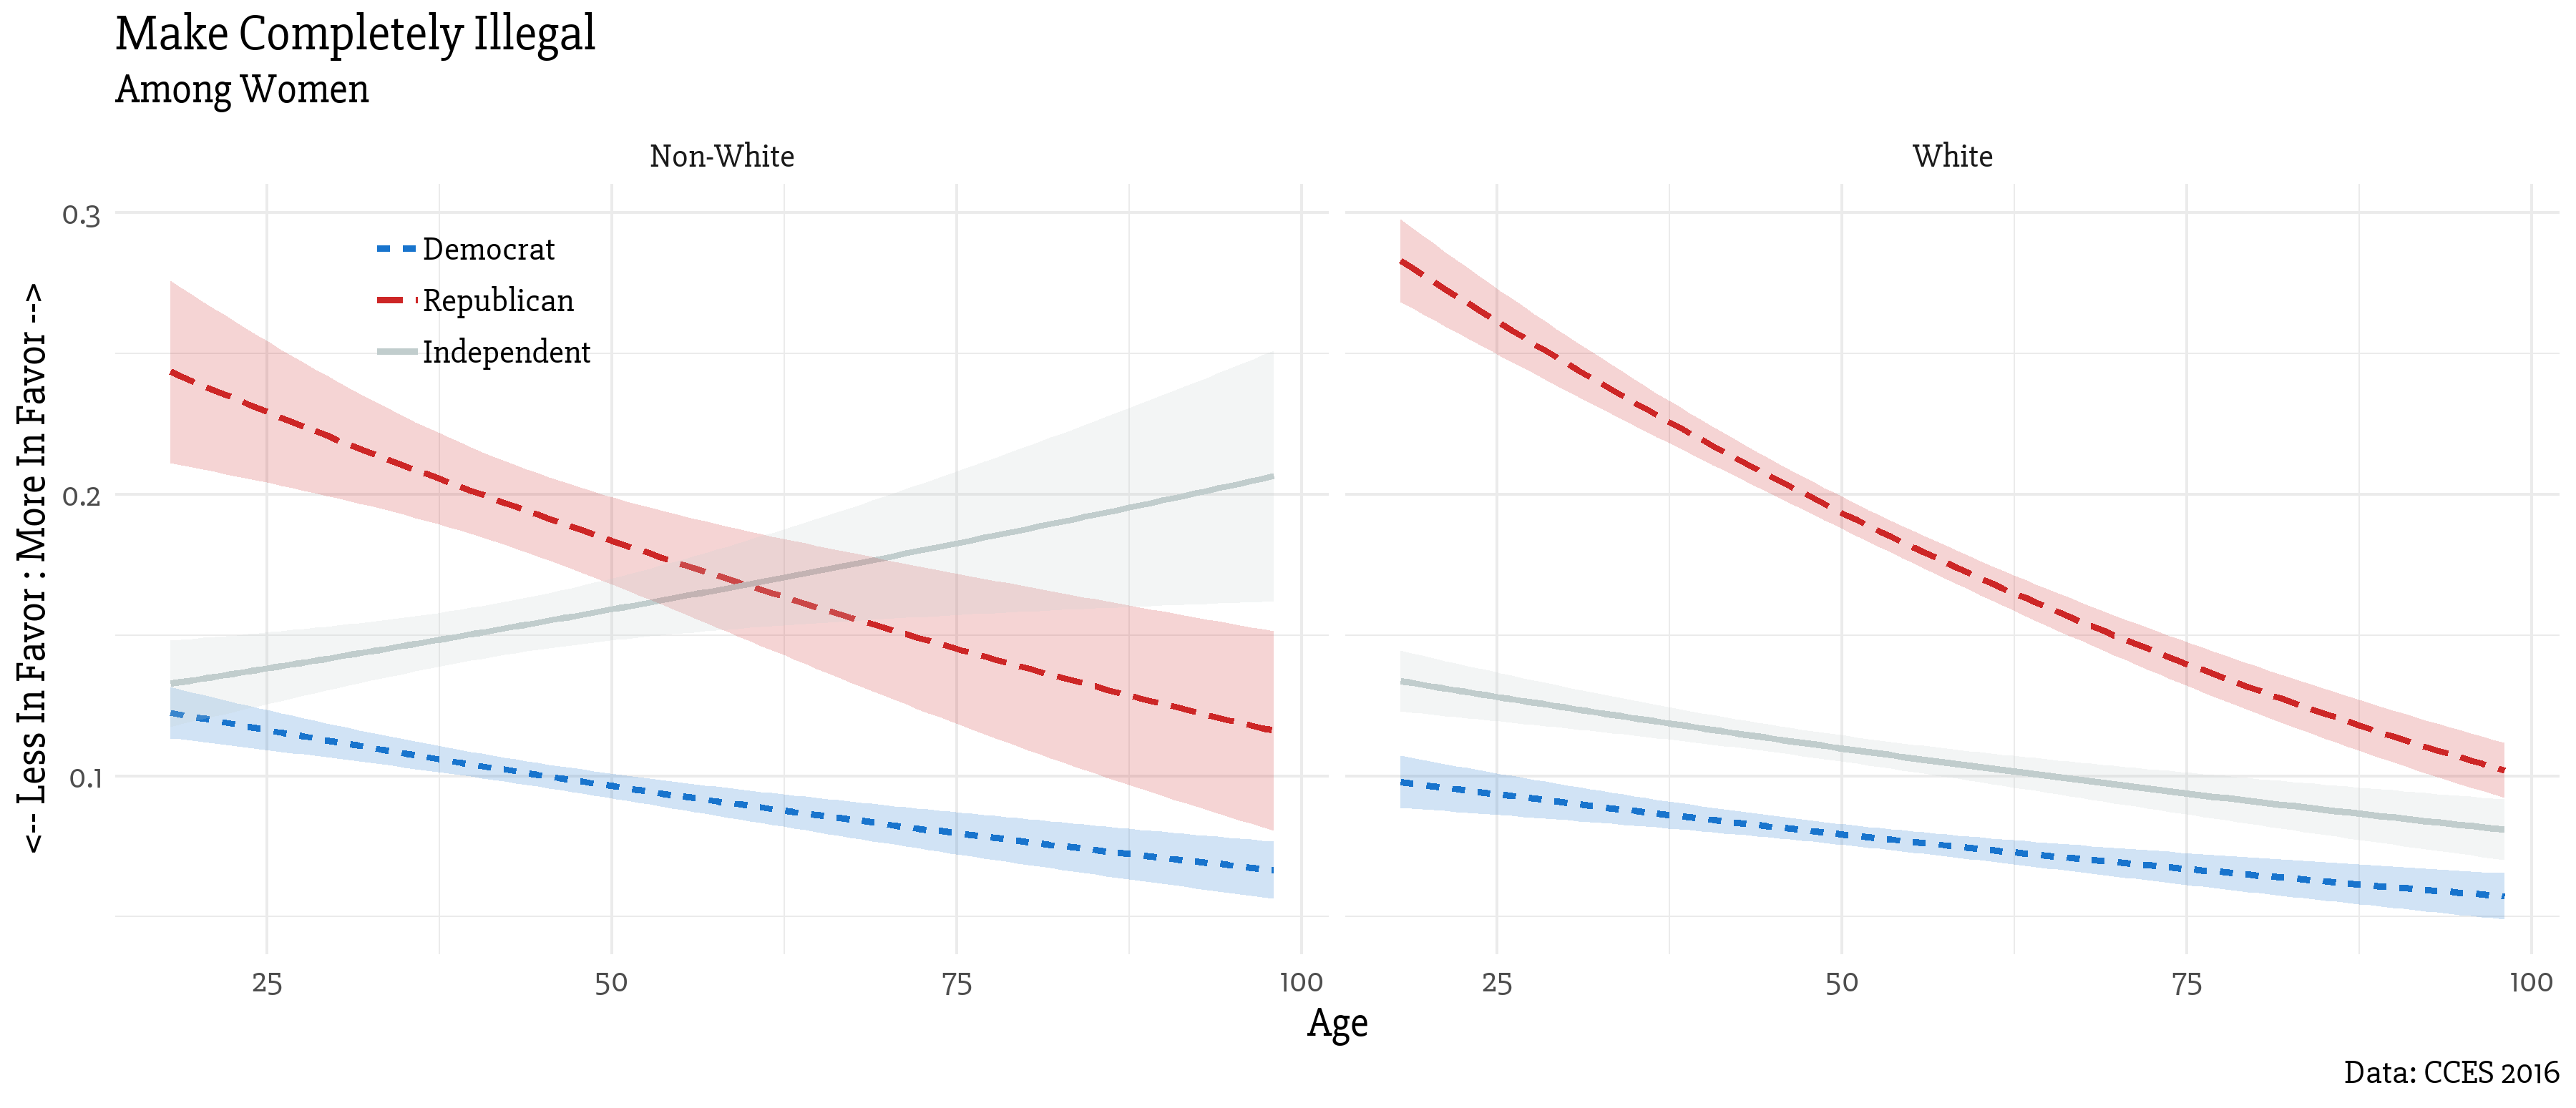 Make Completely Illegal
Among Women
Non-White
White
<-- Less In Favor : More In Favor -->
0.3
0.2
0.1
Democrat
Republican
Independent
25
50
75
100
25
50
75
100
Age
Data: CCES 2016